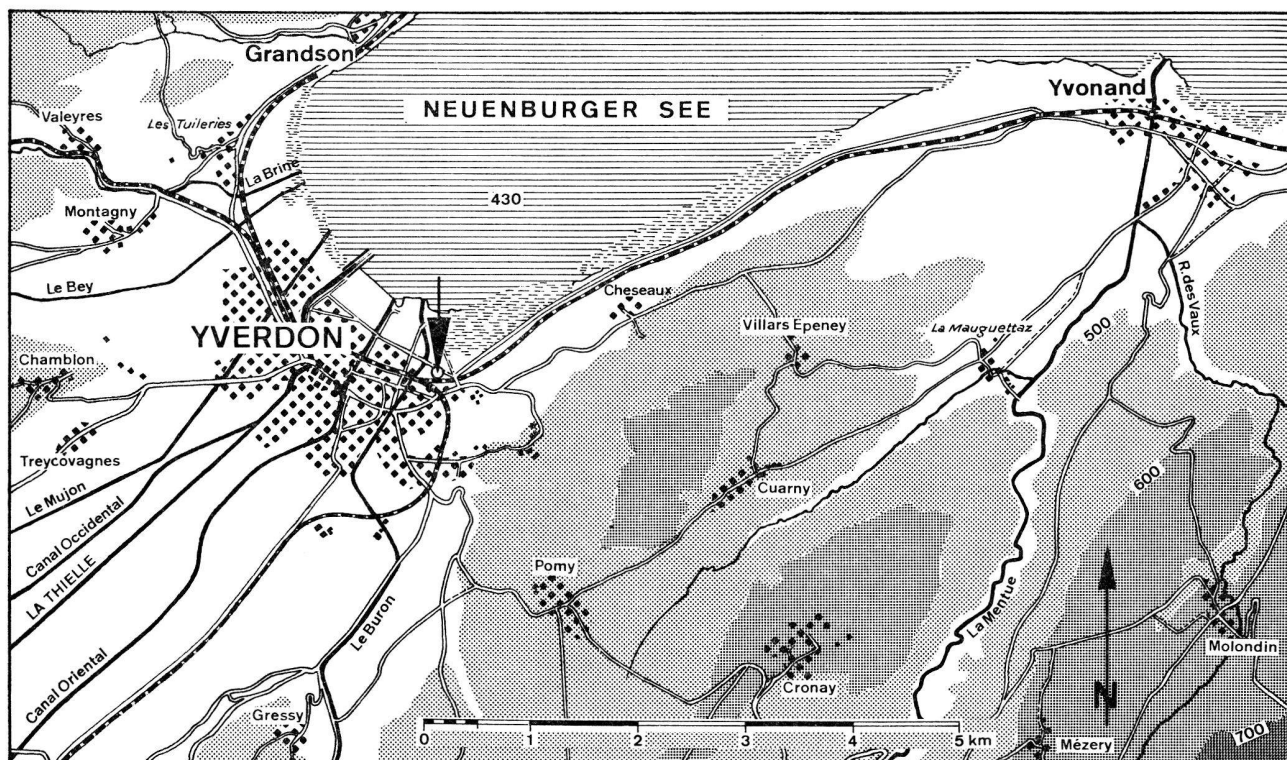 Grandson
NEUENBURGER SEE
Yvonand
Valeyres
Les Tuileries
La Brine
430
Montagny
Le Bey
R. des Vaux
Cheseaux
YVERDON
Villars Epeney
La Mauguettaz
500
Chamblon
Treycovagnes
Le Mujon
Cuarny
600
Canal Occidental
LA THIELLE
Pomy
Le Buron
La Mentue
Canal Oriental
Molondin
Cronay
N
Gressy
0 1 2 3 4 5 km
Mézery
700